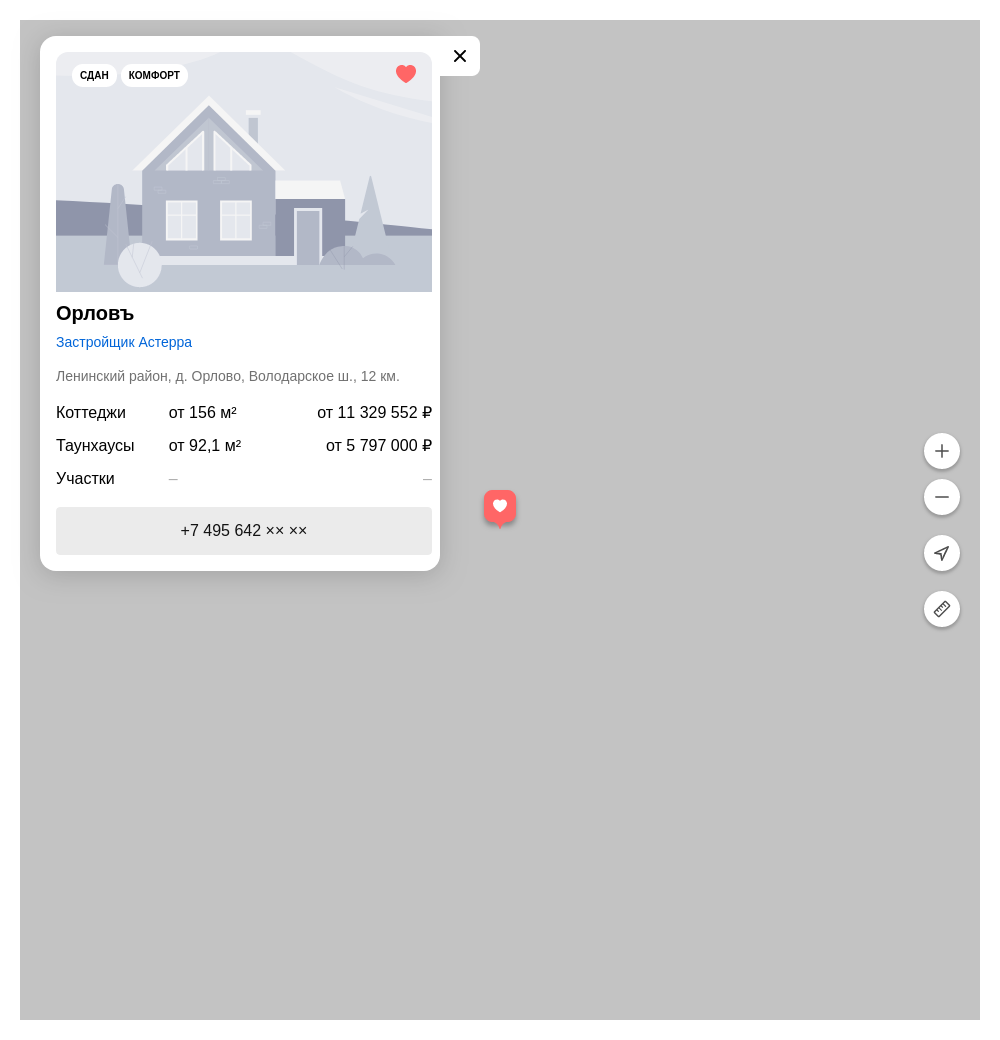 СДАН КОМФОРТ
Орловъ
Застройщик Астерра
Ленинский район, д. Орлово, Володарское ш., 12 км.
Коттеджи от 156 м² от 11 329 552 ₽
Таунхаусы от 92,1 м² от 5 797 000 ₽
Участки – –
+7 495 642 ×× ××